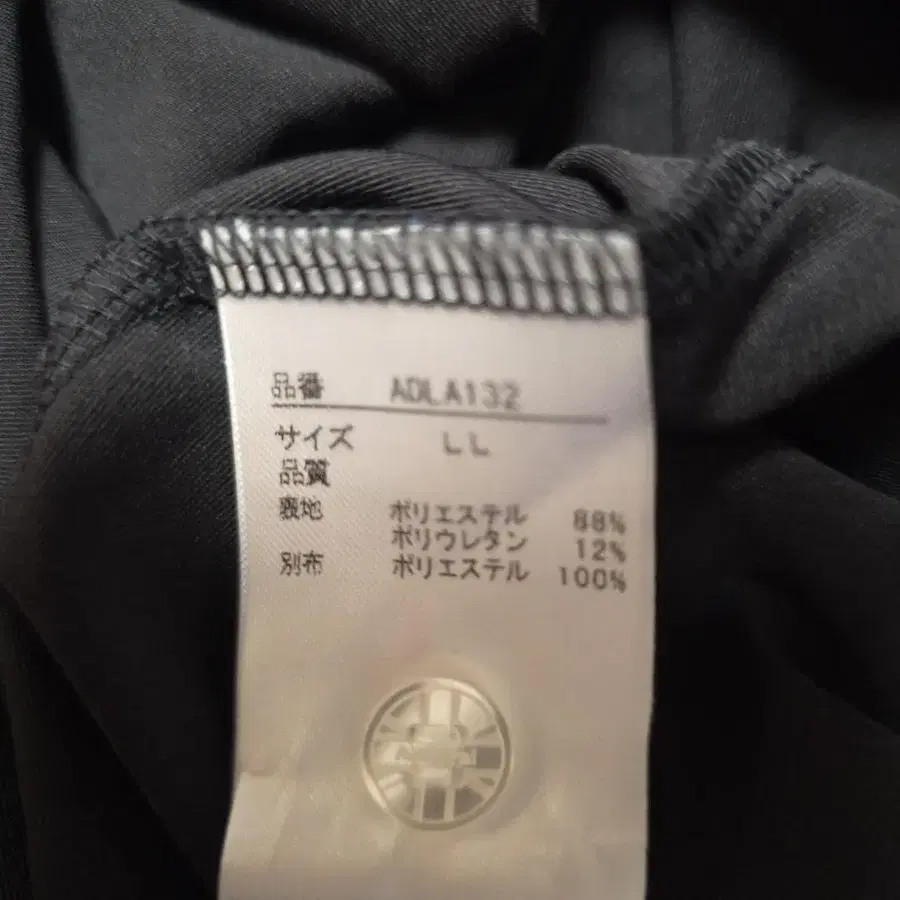 品番 ADLA132
サイズ LL
品質
表地 ポリエステル 88%
ポリウレタン 12%
別布 ポリエステル 100%